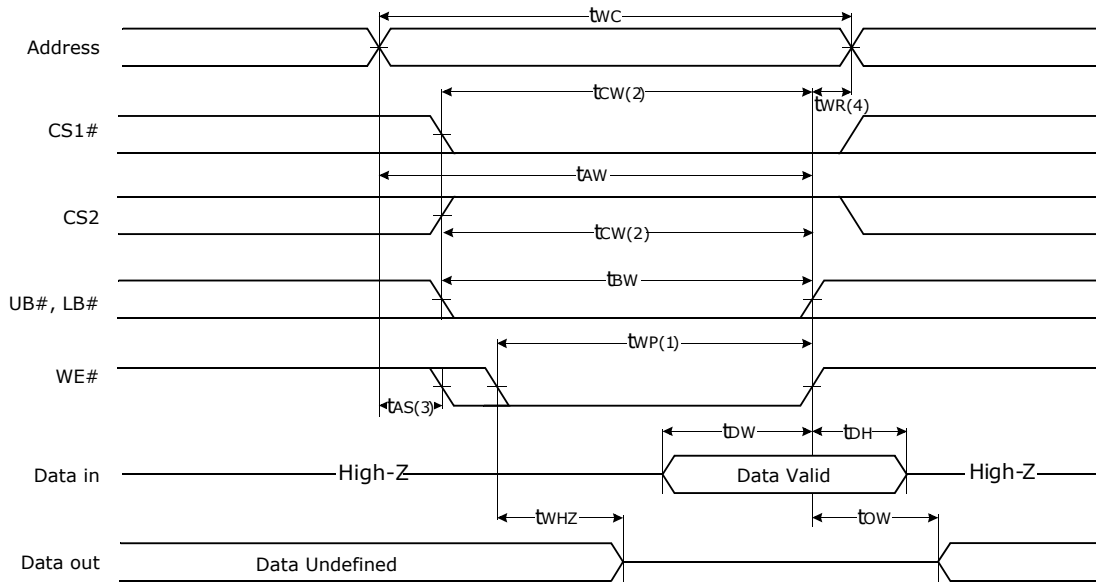 tWC
Address
tCW(2)
tWR(4)
CS1#
tAW
CS2
tCW(2)
tBW
UB#, LB#
tWP(1)
WE#
tAS(3)
tDW
tDH
Data in
High-Z
Data Valid
High-Z
tWHZ
tOW
Data out
Data Undefined